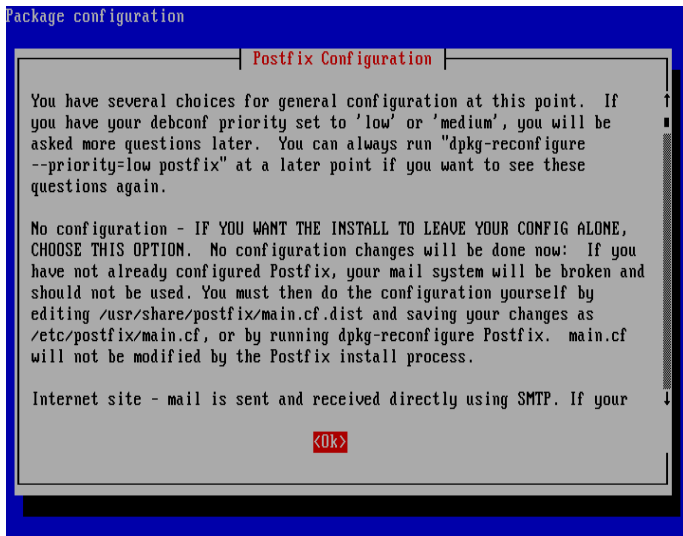 Package configuration
Postfix Configuration
You have several choices for general configuration at this point.  If
you have your debconf priority set to 'low' or 'medium', you will be
asked more questions later.  You can always run "dpkg-reconfigure
--priority=low postfix" at a later point if you want to see these
questions again.
No configuration - IF YOU WANT THE INSTALL TO LEAVE YOUR CONFIG ALONE,
CHOOSE THIS OPTION.  No configuration changes will be done now:  If you
have not already configured Postfix, your mail system will be broken and
should not be used. You must then do the configuration yourself by
editing /usr/share/postfix/main.cf.dist and saving your changes as
/etc/postfix/main.cf, or by running dpkg-reconfigure Postfix.  main.cf
will not be modified by the Postfix install process.
Internet site - mail is sent and received directly using SMTP. If your
<Ok>